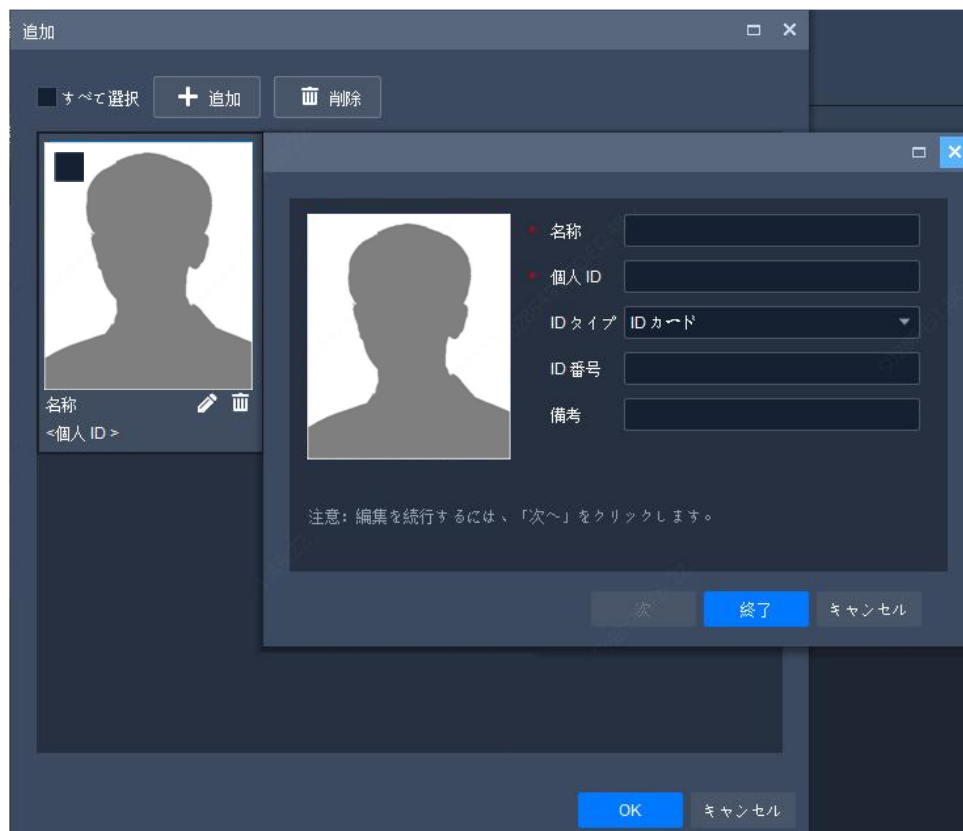 追加
すべて選択
追加
削除
名称
<個人 ID >
* 名称
* 個人 ID
ID タイプ ID カード
ID 番号
備考
注意: 編集を続行するには、「次へ」をクリックします。
次 終了 キャンセル
OK キャンセル